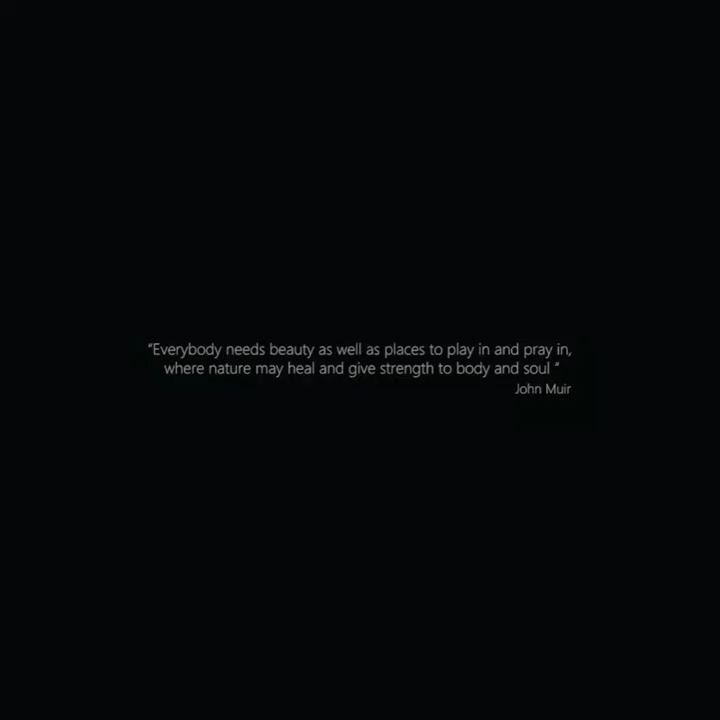 “Everybody needs beauty as well as places to play in and pray in,
where nature may heal and give strength to body and soul “
John Muir